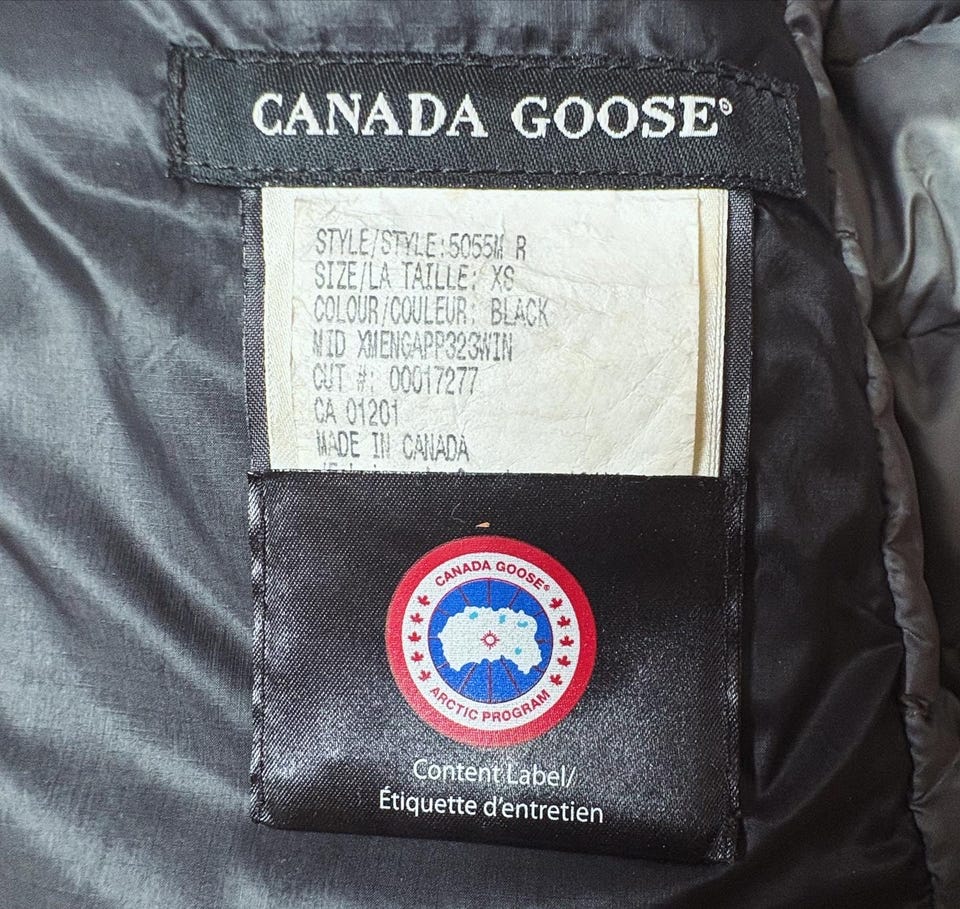 CANADA GOOSE®
STYLE/STYLE:5055M R
SIZE/LA TAILLE: XS
COLOUR/COULEUR: BLACK
MID XMENGAPP323WIN
CUT #: 00017277
CA 01201
MADE IN CANADA
CANADA GOOSE®
ARCTIC PROGRAM
Content Label/
Étiquette d'entretien